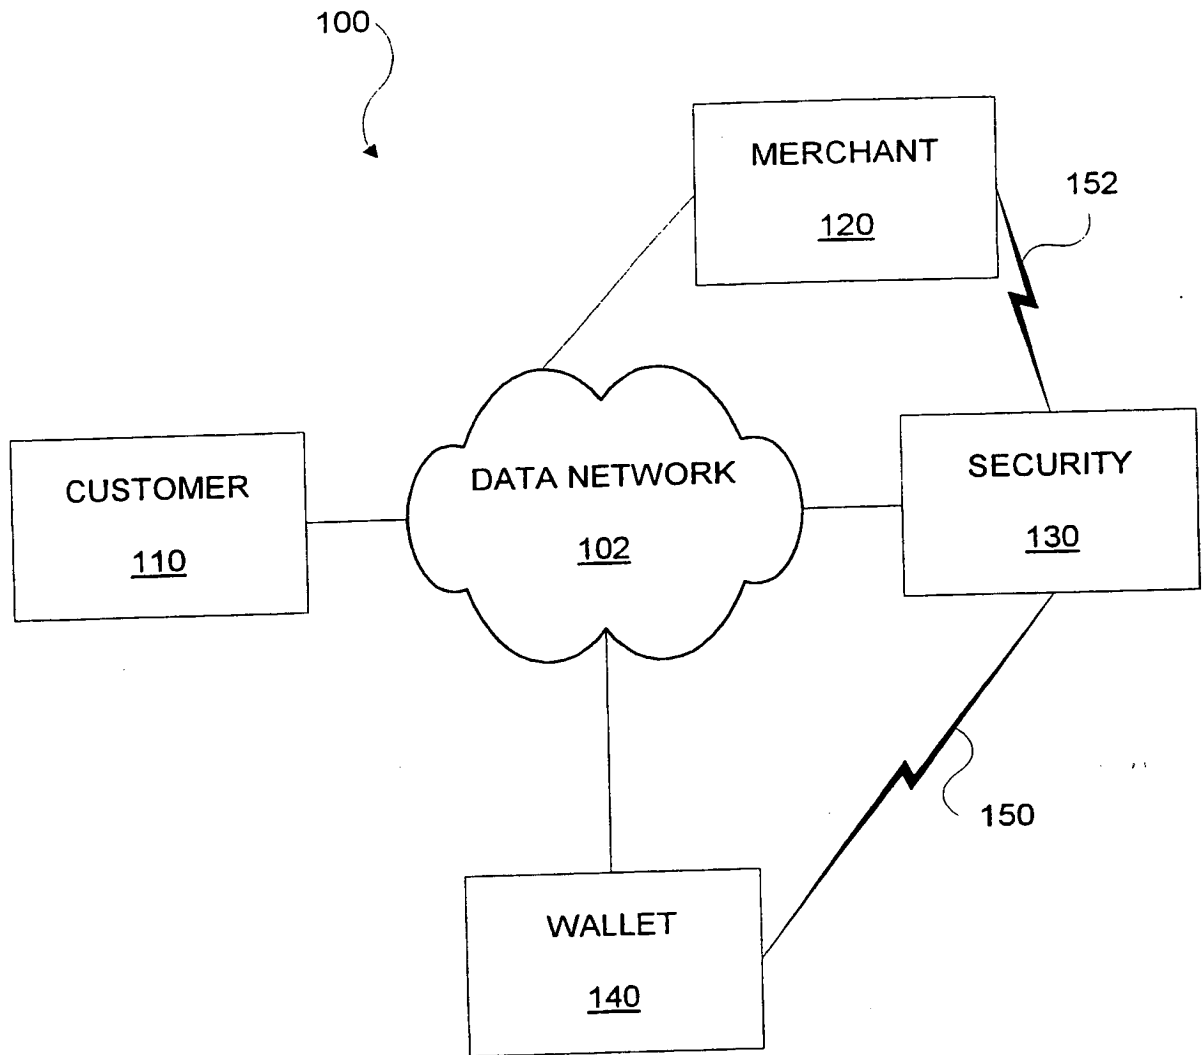 100
MERCHANT
120
152
CUSTOMER
110
DATA NETWORK
102
SECURITY
130
150
WALLET
140